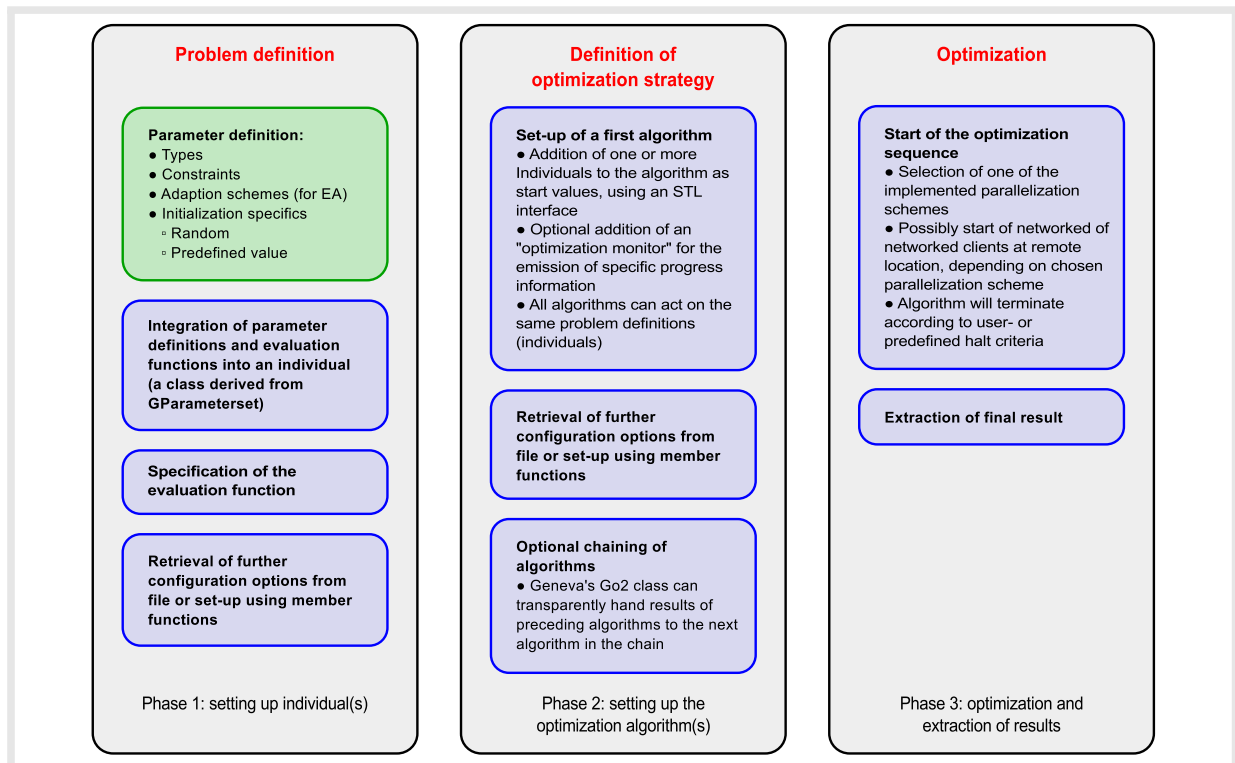 Problem definition
Parameter definition:
● Types
● Constraints
● Adaption schemes (for EA)
● Initialization specifics
▫ Random
▫ Predefined value
Integration of parameter
definitions and evaluation
functions into an individual
(a class derived from
GParameterset)
Specification of the
evaluation function
Retrieval of further
configuration options from
file or set-up using member
functions
Phase 1: setting up individual(s)
Definition of
optimization strategy
Set-up of a first algorithm
● Addition of one or more
Individuals to the algorithm as
start values, using an STL
interface
● Optional addition of an
"optimization monitor" for the
emission of specific progress
information
● All algorithms can act on the
same problem definitions
(individuals)
Retrieval of further
configuration options from
file or set-up using member
functions
Optional chaining of
algorithms
● Geneva's Go2 class can
transparently hand results of
preceding algorithms to the next
algorithm in the chain
Phase 2: setting up the
optimization algorithm(s)
Optimization
Start of the optimization
sequence
● Selection of one of the
implemented parallelization
schemes
● Possibly start of networked of
networked clients at remote
location, depending on chosen
parallelization scheme
● Algorithm will terminate
according to user- or
predefined halt criteria
Extraction of final result
Phase 3: optimization and
extraction of results